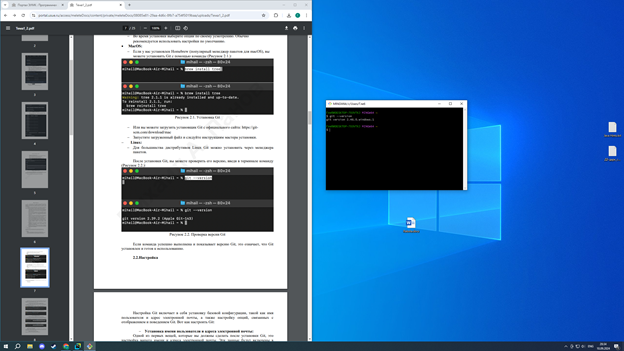 Тема1_2.pdf
во время установки выберите опции по своему усмотрению. Обычно
рекомендуется использовать настройки по умолчанию.
MacOS:
Если у вас установлен Homebrew (популярный менеджер пакетов для macOS), вы
можете установить Git с помощью команды (Рисунок 2.1.)
mihail — -zsh — 80×24
mihail@MacBook-Air-Mihail ~ % brew install tree
mihail — -zsh — 80×24
mihail@MacBook-Air-Mihail ~ % brew install tree
Warning: tree 2.1.1 is already installed and up-to-date.
To reinstall 2.1.1, run:
brew reinstall tree
mihail@MacBook-Air-Mihail ~ %
Рисунок 2.1. Установка Git
Или вы можете загрузить установщик Git с официального сайта: https://git-
scm.com/download/mac.
Запустите загруженный файл и следуйте инструкциям мастера установки.
Linux:
Для большинства дистрибутивов Linux Git можно установить через менеджера
пакетов.
После установки Git, вы можете проверить его версию, введя в терминале команду
(Рисунок 2.2.):
mihail — -zsh — 80×24
mihail@MacBook-Air-Mihail ~ % git --version
mihail — -zsh — 80×24
mihail@MacBook-Air-Mihail ~ % git --version
git version 2.39.2 (Apple Git-143)
mihail@MacBook-Air-Mihail ~ %
Рисунок 2.2. Проверка версии Git
Если команда успешно выполнена и показывает версию Git, это означает, что Git
установлен и готов к использованию.
2.2.Настройка
Настройка Git включает в себя установку базовой конфигурации, такой как имя
пользователя и адрес электронной почты, а также настройку опций, связанных с
отображением и поведением Git. Вот как настроить Git:
Установка имени пользователя и адреса электронной почты:
Одной из первых вещей, которые вы должны сделать после установки Git, это
$ git --version